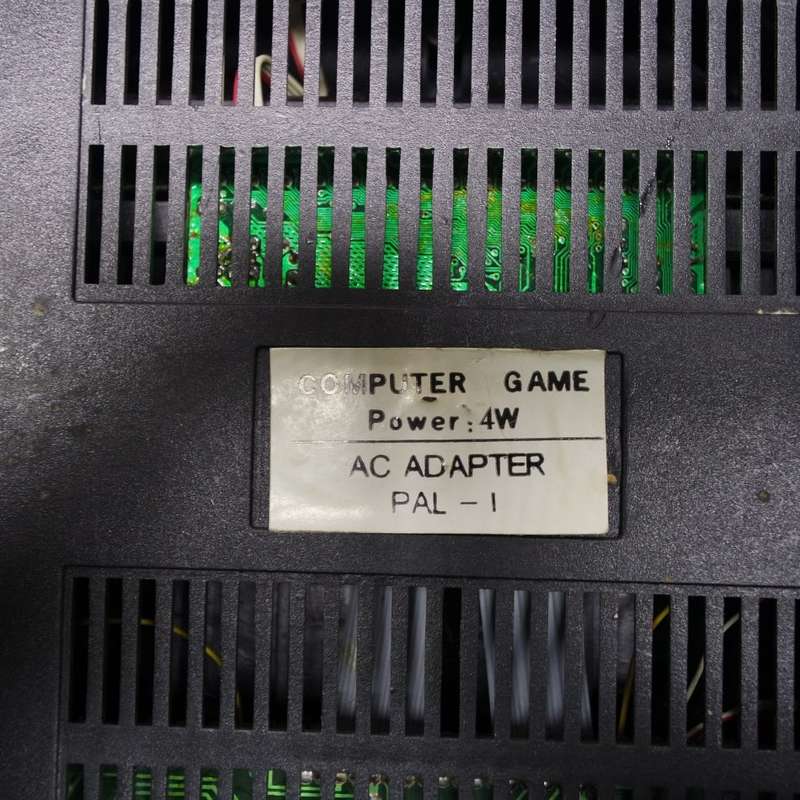 COMPUTER GAME
Power: 4W
AC ADAPTER
PAL - I